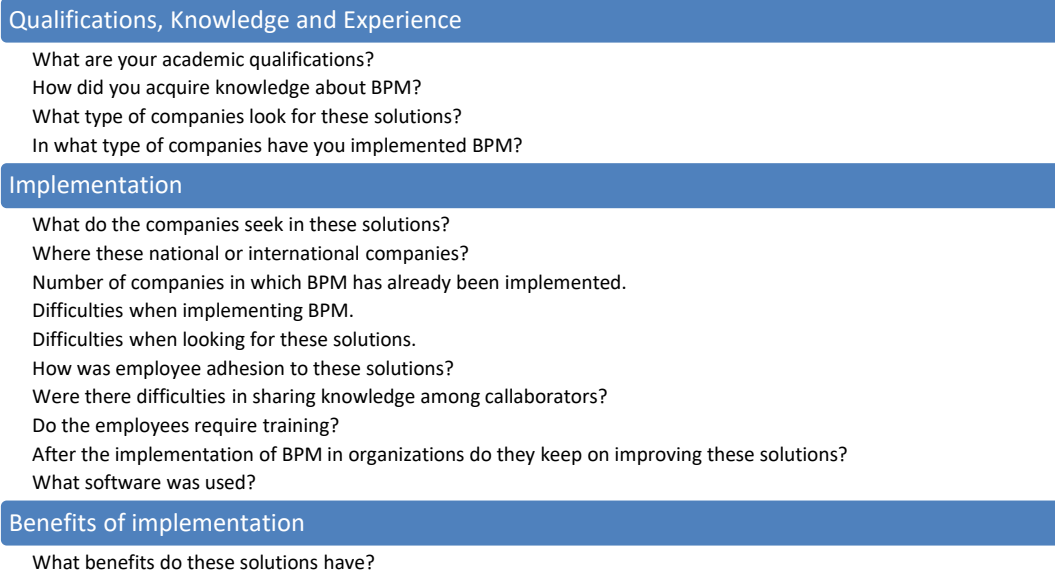 Qualifications, Knowledge and Experience
What are your academic qualifications?
How did you acquire knowledge about BPM?
What type of companies look for these solutions?
In what type of companies have you implemented BPM?
Implementation
What do the companies seek in these solutions?
Where these national or international companies?
Number of companies in which BPM has already been implemented.
Difficulties when implementing BPM.
Difficulties when looking for these solutions.
How was employee adhesion to these solutions?
Were there difficulties in sharing knowledge among callaborators?
Do the employees require training?
After the implementation of BPM in organizations do they keep on improving these solutions?
What software was used?
Benefits of implementation
What benefits do these solutions have?